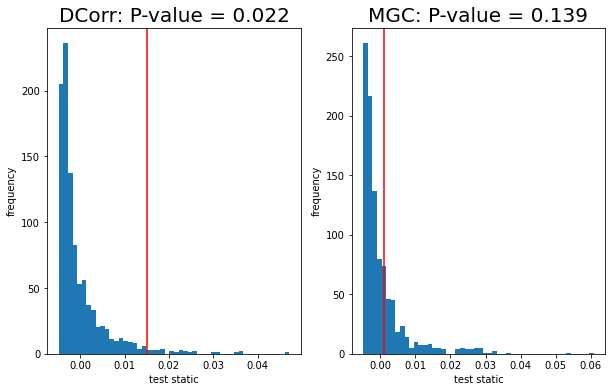 DCorr: P-value = 0.022
frequency
200
150
100
50
0
0.00 0.01 0.02 0.03 0.04
test static
MGC: P-value = 0.139
frequency
250
200
150
100
50
0
0.00 0.01 0.02 0.03 0.04 0.05 0.06
test static